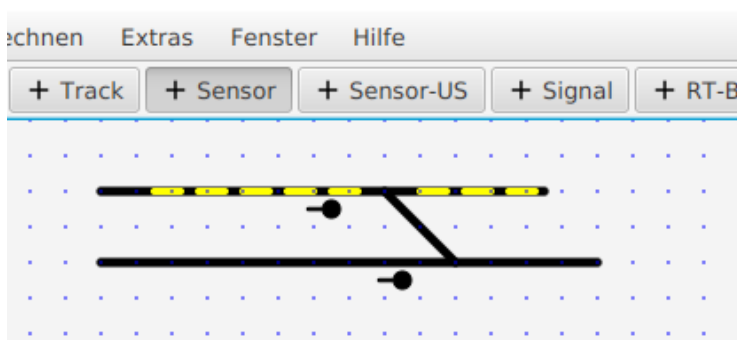 echnen Extras Fenster Hilfe
+ Track + Sensor + Sensor-US + Signal + RT-B